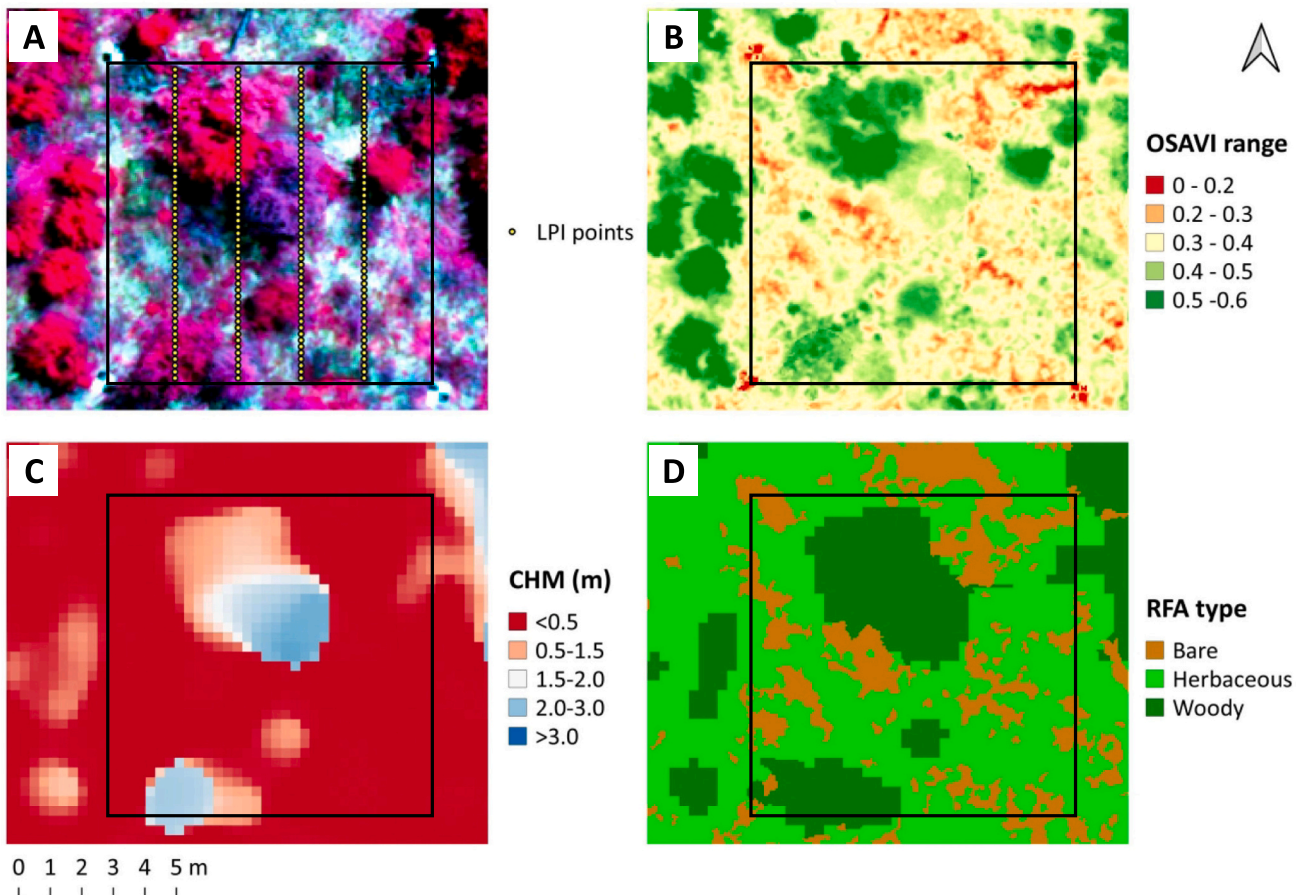 A
B
OSAVI range
0 - 0.2
0.2 - 0.3
0.3 - 0.4
0.4 - 0.5
0.5 -0.6
LPI points
C
D
CHM (m)
<0.5
0.5-1.5
1.5-2.0
2.0-3.0
>3.0
RFA type
Bare
Herbaceous
Woody
0 1 2 3 4 5 m